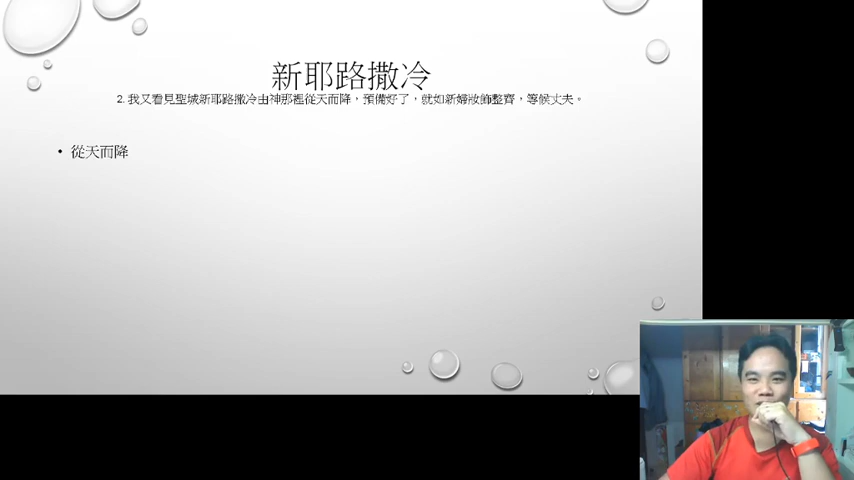 新耶路撒冷
2. 我又看見聖城新耶路撒冷由神那裡從天而降，預備好了，就如新婦妝飾整齊，等候丈夫。
• 從天而降